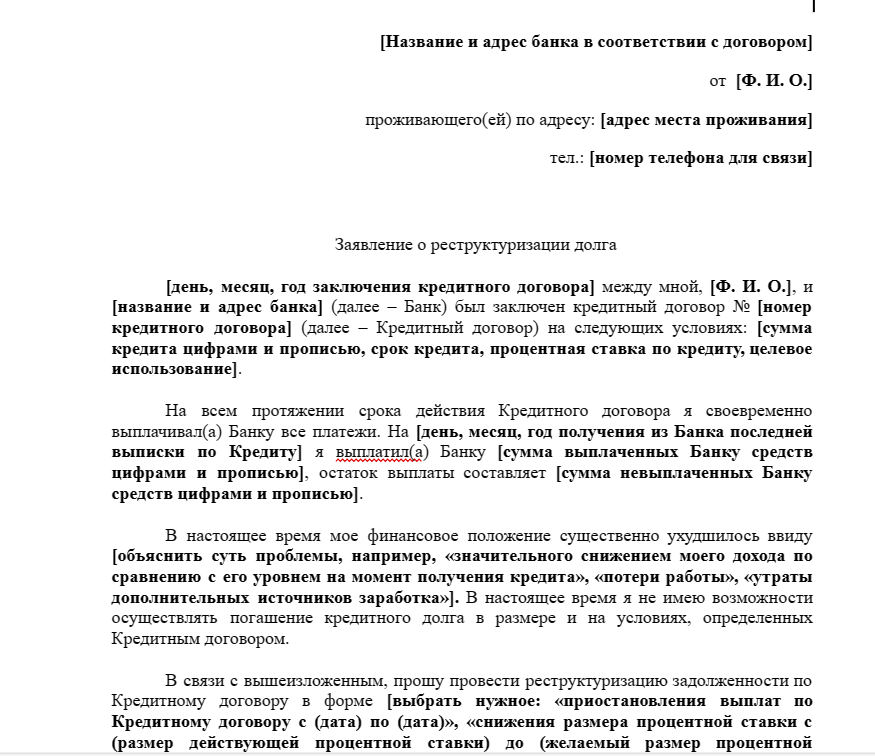 [Название и адрес банка в соответствии с договором]
от [Ф. И. О.]
проживающего(ей) по адресу: [адрес места проживания]
тел.: [номер телефона для связи]
Заявление о реструктуризации долга
[день, месяц, год заключения кредитного договора] между мной, [Ф. И. О.], и
[название и адрес банка] (далее – Банк) был заключен кредитный договор № [номер
кредитного договора] (далее – Кредитный договор) на следующих условиях: [сумма
кредита цифрами и прописью, срок кредита, процентная ставка по кредиту, целевое
использование].
На всем протяжении срока действия Кредитного договора я своевременно
выплачивал(а) Банку все платежи. На [день, месяц, год получения из Банка последней
выписки по Кредиту] я выплатил(а) Банку [сумма выплаченных Банку средств
цифрами и прописью], остаток выплаты составляет [сумма невыплаченных Банку
средств цифрами и прописью].
В настоящее время мое финансовое положение существенно ухудшилось ввиду
[объяснить суть проблемы, например, «значительного снижением моего дохода по
сравнению с его уровнем на момент получения кредита», «потери работы», «утраты
дополнительных источников заработка»]. В настоящее время я не имею возможности
осуществлять погашение кредитного долга в размере и на условиях, определенных
Кредитным договором.
В связи с вышеизложенным, прошу провести реструктуризацию задолженности по
Кредитному договору в форме [выбрать нужное: «приостановления выплат по
Кредитному договору с (дата) по (дата)», «снижения размера процентной ставки с
(размер действующей процентной ставки) до (желаемый размер процентной